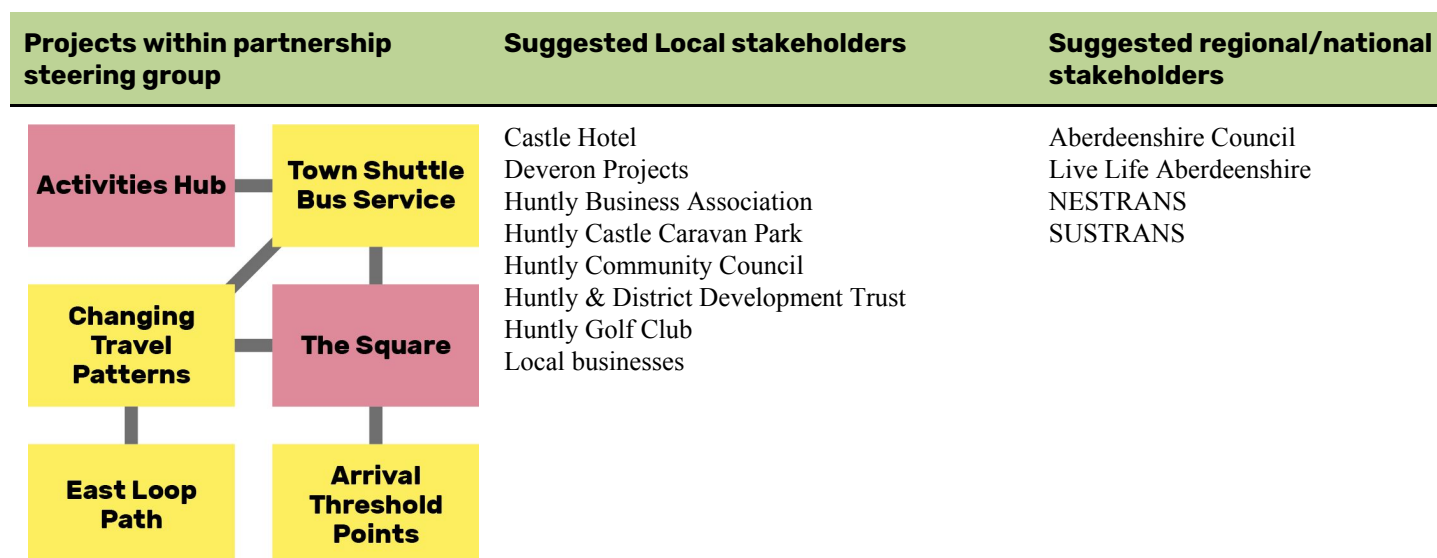 Projects within partnership
steering group
Suggested Local stakeholders
Suggested regional/national
stakeholders
Activities Hub
Town Shuttle
Bus Service
Changing
Travel
Patterns
The Square
East Loop
Path
Arrival
Threshold
Points
Castle Hotel
Deveron Projects
Huntly Business Association
Huntly Castle Caravan Park
Huntly Community Council
Huntly & District Development Trust
Huntly Golf Club
Local businesses
Aberdeenshire Council
Live Life Aberdeenshire
NESTRANS
SUSTRANS